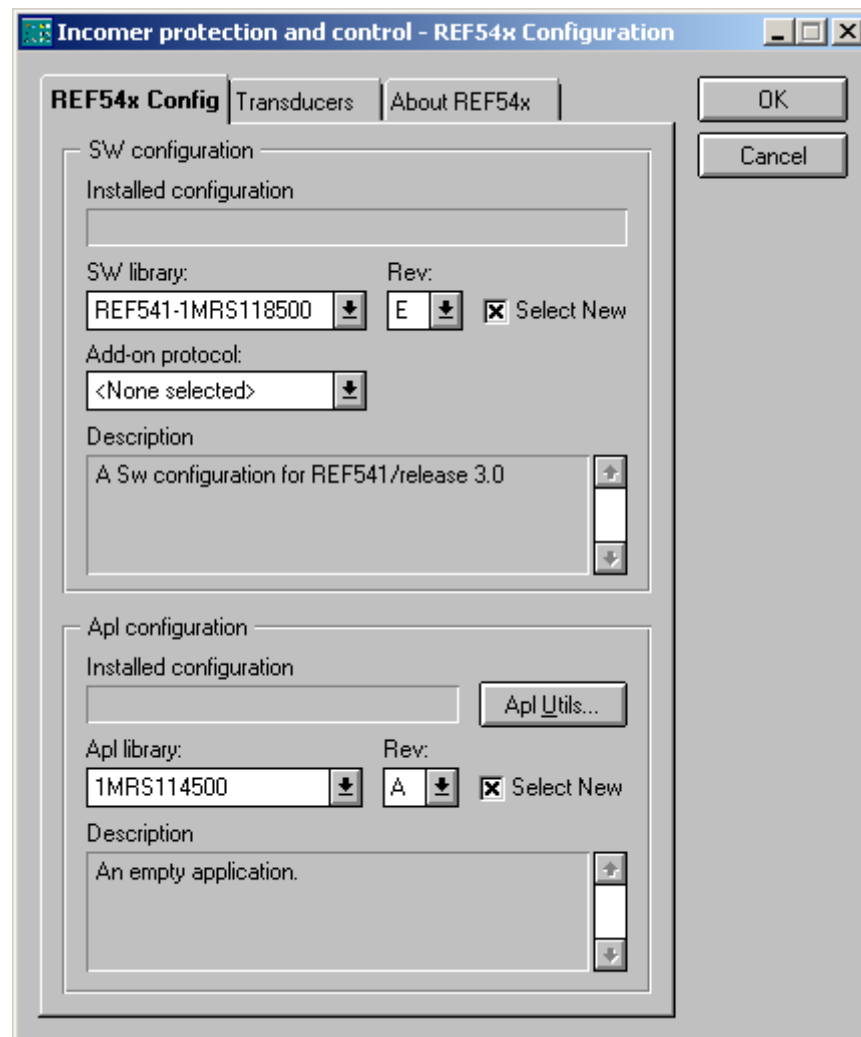 Incomer protection and control - REF54x Configuration
REF54x Config Transducers About REF54x
OK
Cancel
SW configuration
Installed configuration
SW library: Rev:
REF541-1MRS118500 E Select New
Add-on protocol:
<None selected>
Description
A Sw configuration for REF541/release 3.0
Apl configuration
Installed configuration
Apl Utils...
Apl library: Rev:
1MRS114500 A Select New
Description
An empty application.